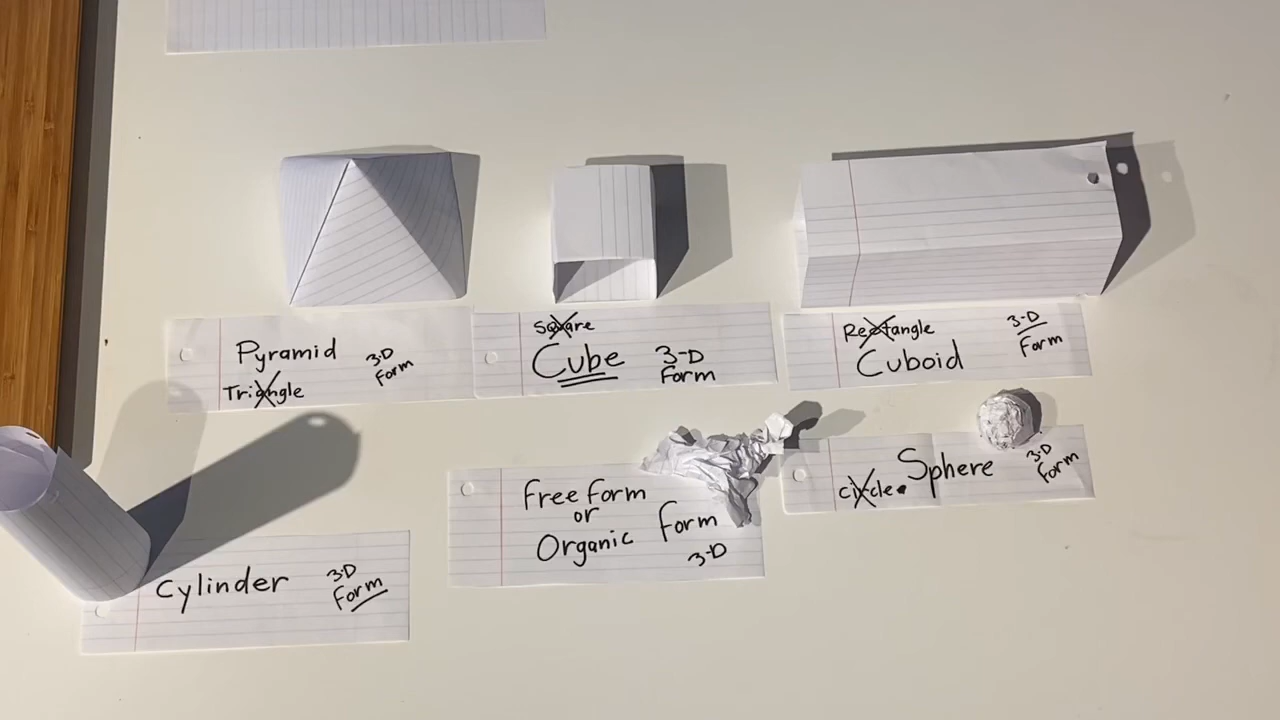 Pyramid
Triangle
3-D
Form
Square
Cube
3-D
Form
Rectangle
Cuboid
3-D
Form
Circle
Sphere
3-D
Form
Free form
or
Organic
Form
3-D
Cylinder
3-D
Form